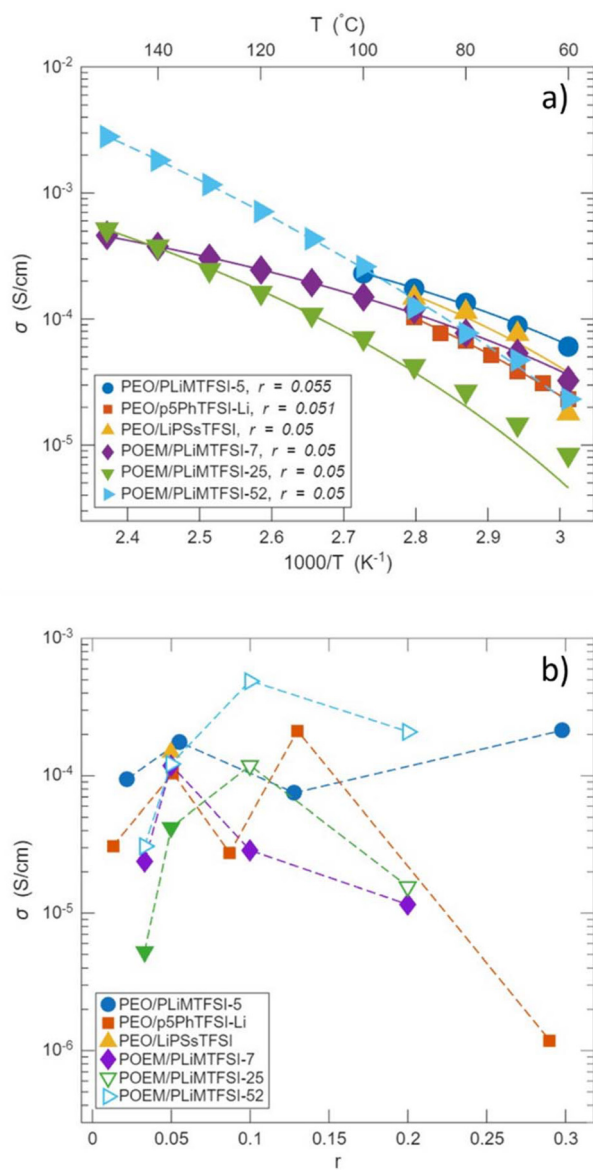 T (°C)
140 120 100 80 60
a)
10-2
10-3
10-4
10-5
σ (S/cm)
PEO/PLiMTFSI-5, r = 0.055
PEO/p5PhTFSI-Li, r = 0.051
PEO/LiPSsTFSI, r = 0.05
POEM/PLiMTFSI-7, r = 0.05
POEM/PLiMTFSI-25, r = 0.05
POEM/PLiMTFSI-52, r = 0.05
2.4 2.5 2.6 2.7 2.8 2.9 3
1000/T (K-1)
b)
10-3
10-4
10-5
10-6
σ (S/cm)
PEO/PLiMTFSI-5
PEO/p5PhTFSI-Li
PEO/LiPSsTFSI
POEM/PLiMTFSI-7
POEM/PLiMTFSI-25
POEM/PLiMTFSI-52
0 0.05 0.1 0.15 0.2 0.25 0.3
r